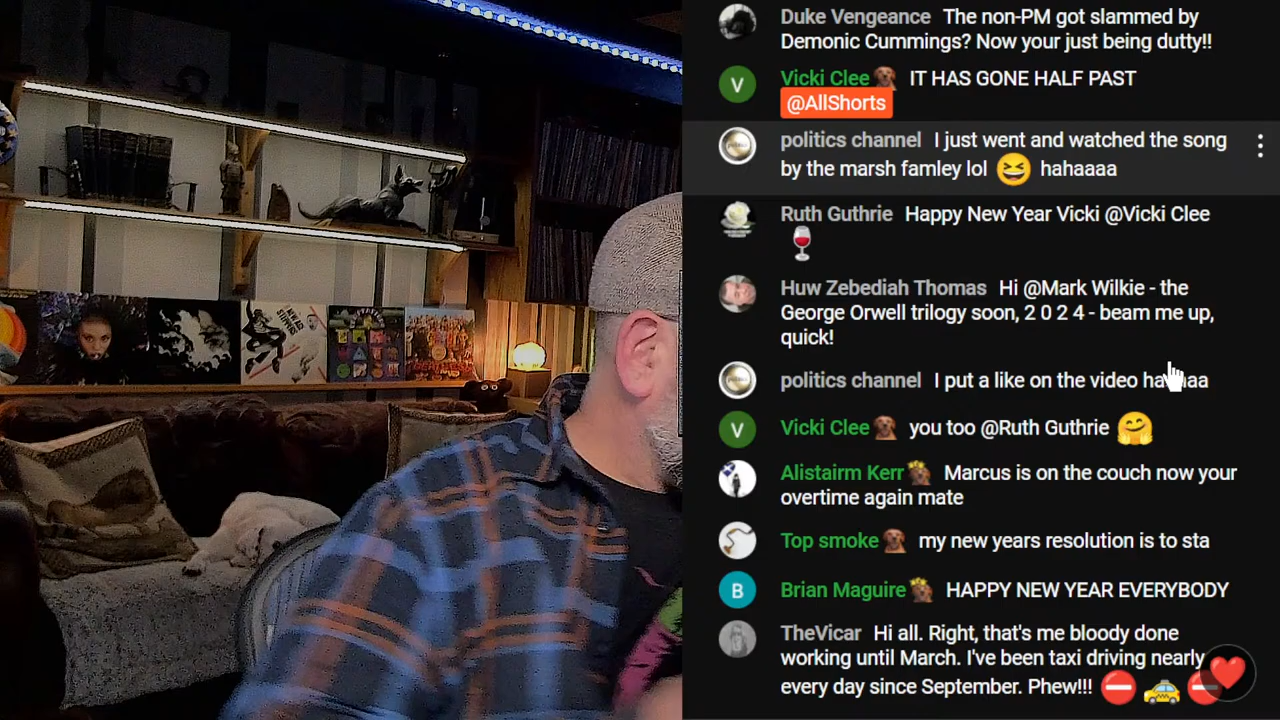 Duke Vengeance The non-PM got slammed by
Demonic Cummings? Now your just being dutty!!
V Vicki Clee IT HAS GONE HALF PAST
@AllShorts
politics channel I just went and watched the song
by the marsh famley lol 😆 hahaaaa
Ruth Guthrie Happy New Year Vicki @Vicki Clee
🍷
Huw Zebediah Thomas Hi @Mark Wilkie - the
George Orwell trilogy soon, 2 0 2 4 - beam me up,
quick!
politics channel I put a like on the video
V Vicki Clee you too @Ruth Guthrie 🤗
Alistairm Kerr Marcus is on the couch now your
overtime again mate
Top smoke my new years resolution is to sta
B Brian Maguire HAPPY NEW YEAR EVERYBODY
TheVicar Hi all. Right, that's me bloody done
working until March. I've been taxi driving nearly
every day since September. Phew!!! ⛔ 🚕 ⛔